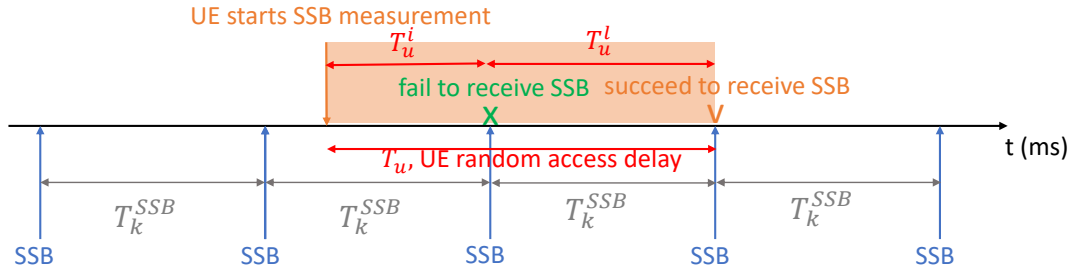 UE starts SSB measurement
T_u^i
T_u^l
fail to receive SSB
succeed to receive SSB
X
V
t (ms)
T_u, UE random access delay
T_k^{SSB}
T_k^{SSB}
T_k^{SSB}
T_k^{SSB}
SSB
SSB
SSB
SSB
SSB